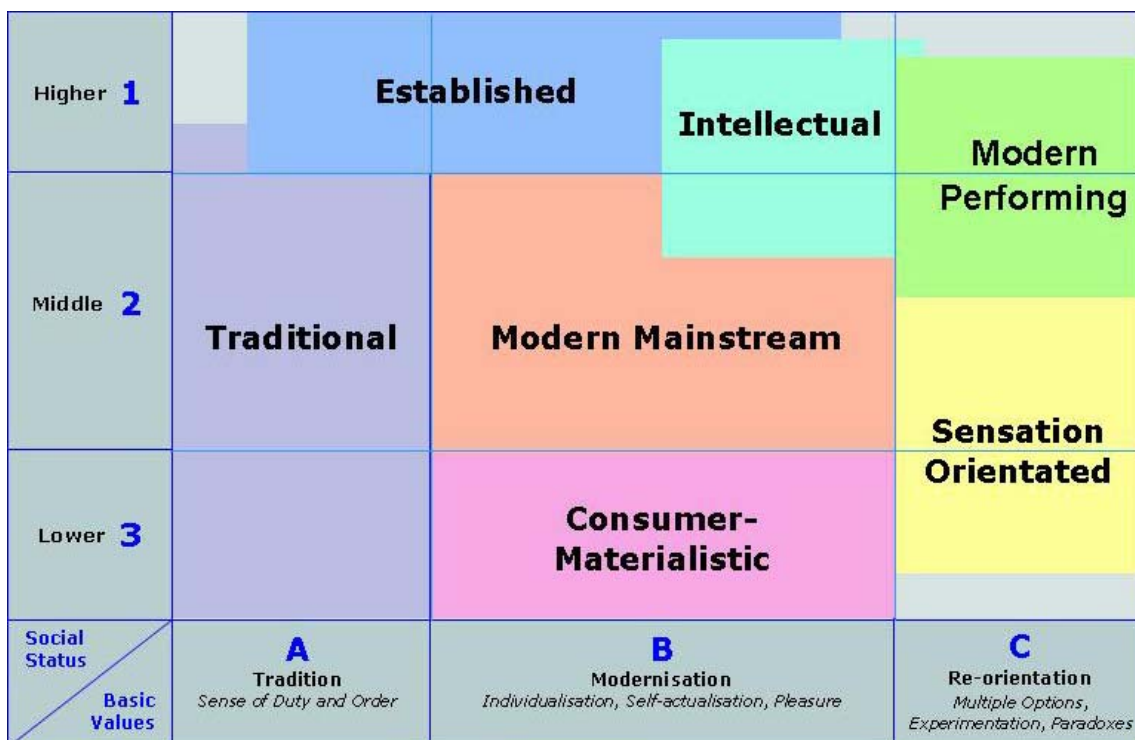 Higher 1
Established
Intellectual
Modern
Performing
Middle 2
Traditional
Modern Mainstream
Sensation
Orientated
Lower 3
Consumer-
Materialistic
Social
Status
Basic
Values
A
Tradition
Sense of Duty and Order
B
Modernisation
Individualisation, Self-actualisation, Pleasure
C
Re-orientation
Multiple Options,
Experimentation, Paradoxes